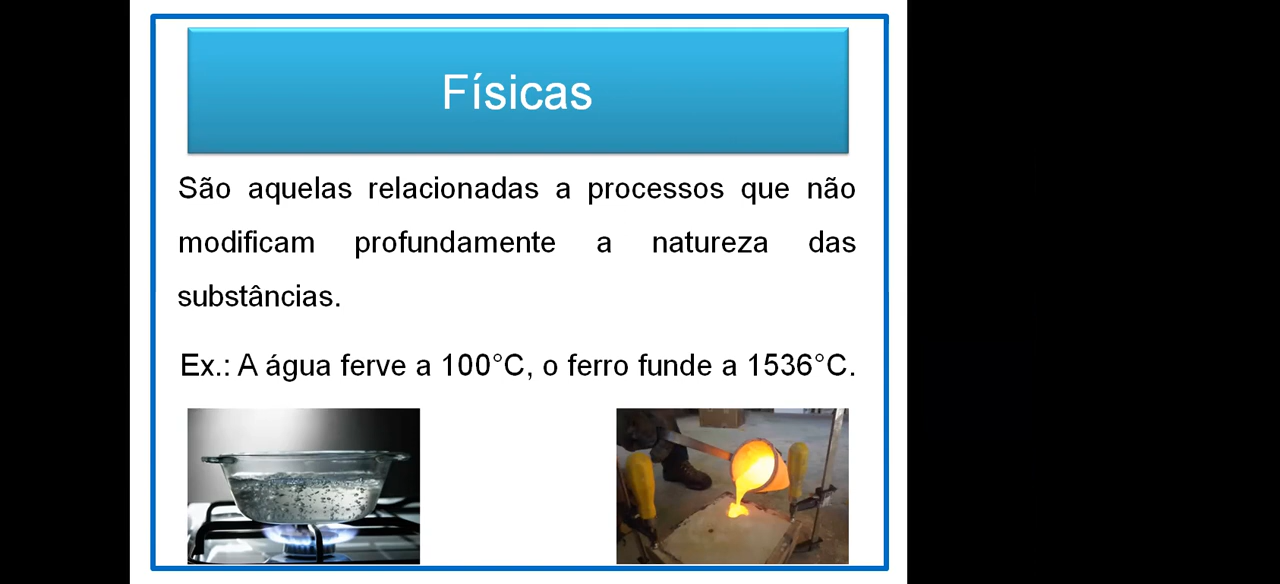 Físicas
São aquelas relacionadas a processos que não
modificam profundamente a natureza das
substâncias.
Ex.: A água ferve a 100°C, o ferro funde a 1536°C.